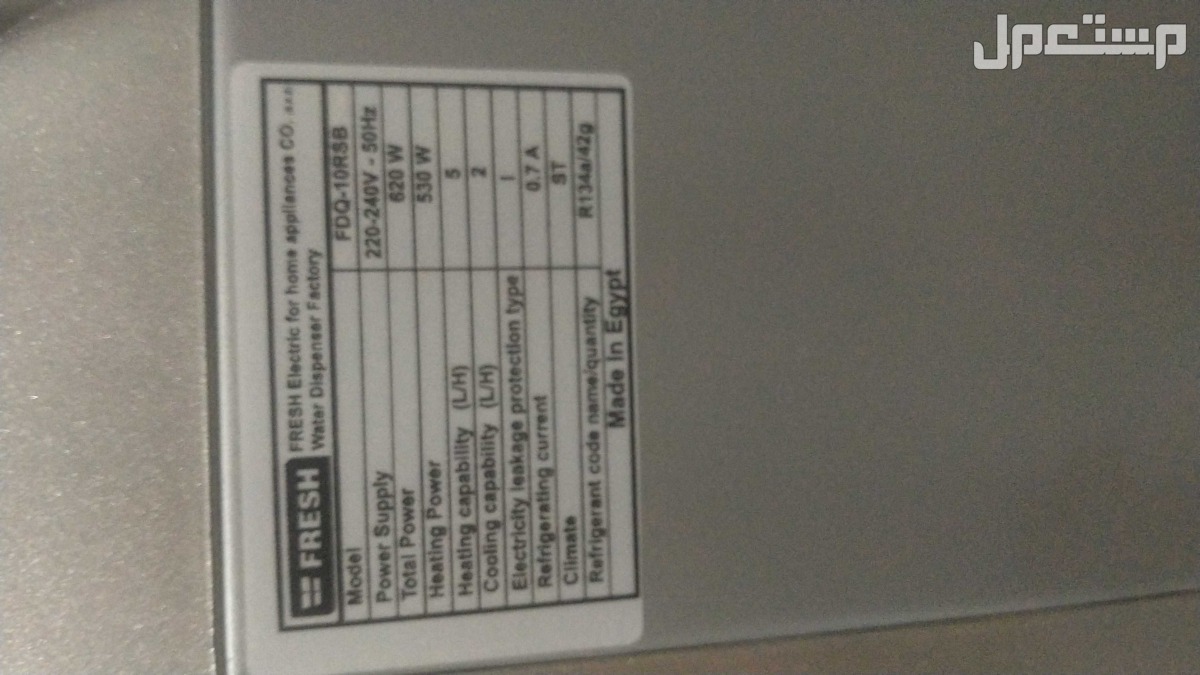 مستعمل
FRESH
FRESH Electric for home appliances CO.
Water Dispenser Factory
Model FDQ-10RSB
Power Supply 220-240V - 50Hz
Total Power 620 W
Heating Power 530 W
Heating capability (L/H) 5
Cooling capability (L/H) 2
Electricity leakage protection type I
Refrigerating current 0.7 A
Climate ST
Refrigerant code name/quantity R134a/42g
Made In Egypt